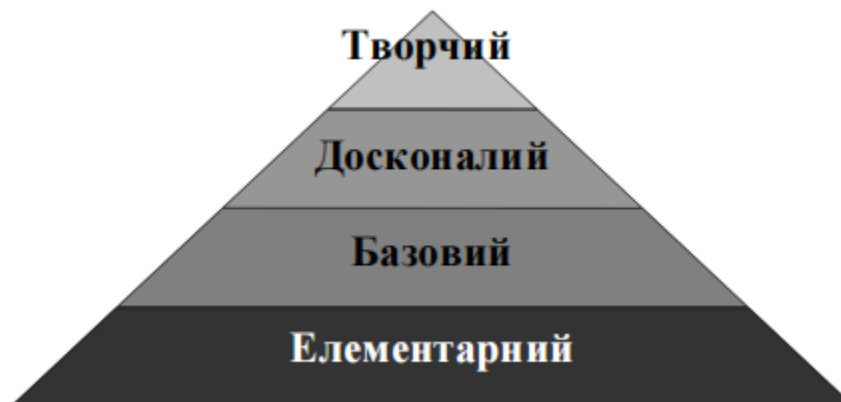 Творчий
Досконалий
Базовий
Елементарний